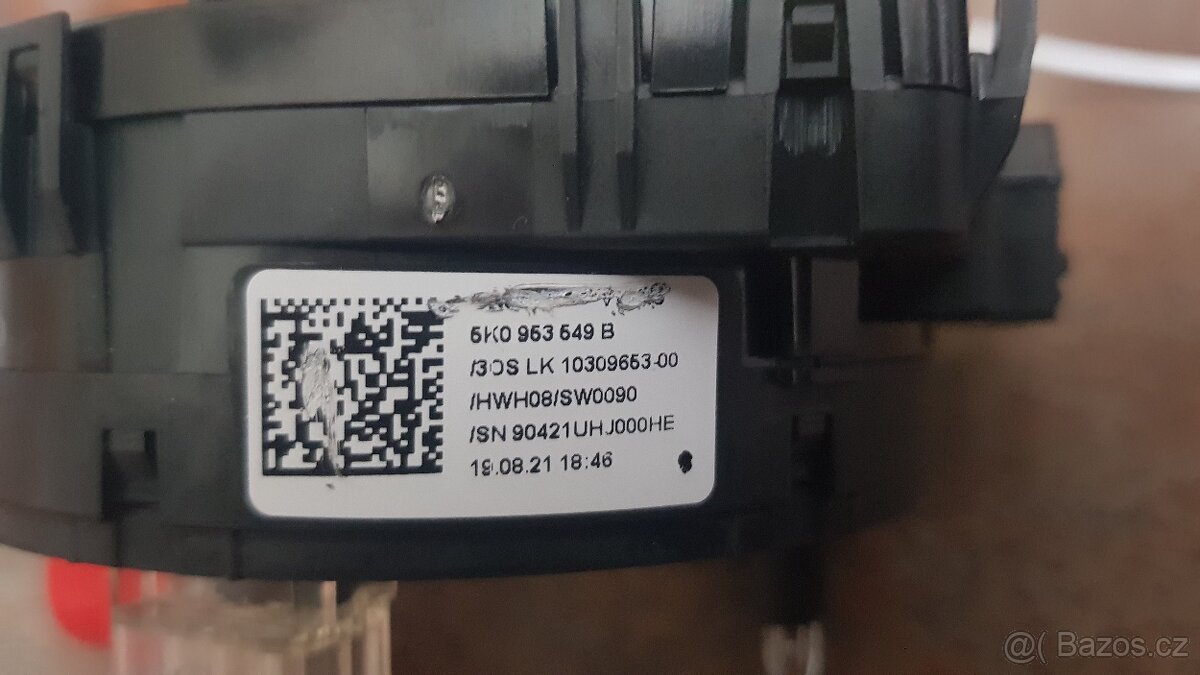 5K0 953 549 B
/3OS LK 10309653-00
/HWH08/SW0090
/SN 90421UHJ000HE
19.08.21 18:46
@( Bazos.cz